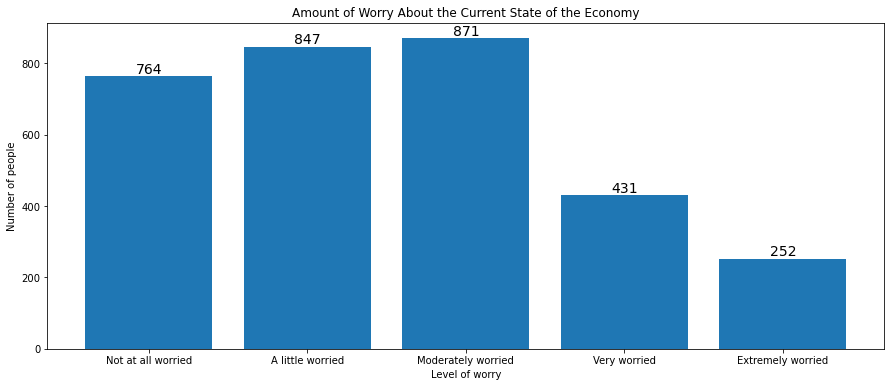 Amount of Worry About the Current State of the Economy
Number of people
800
600
400
200
0
764
847
871
431
252
Not at all worried
A little worried
Moderately worried
Very worried
Extremely worried
Level of worry